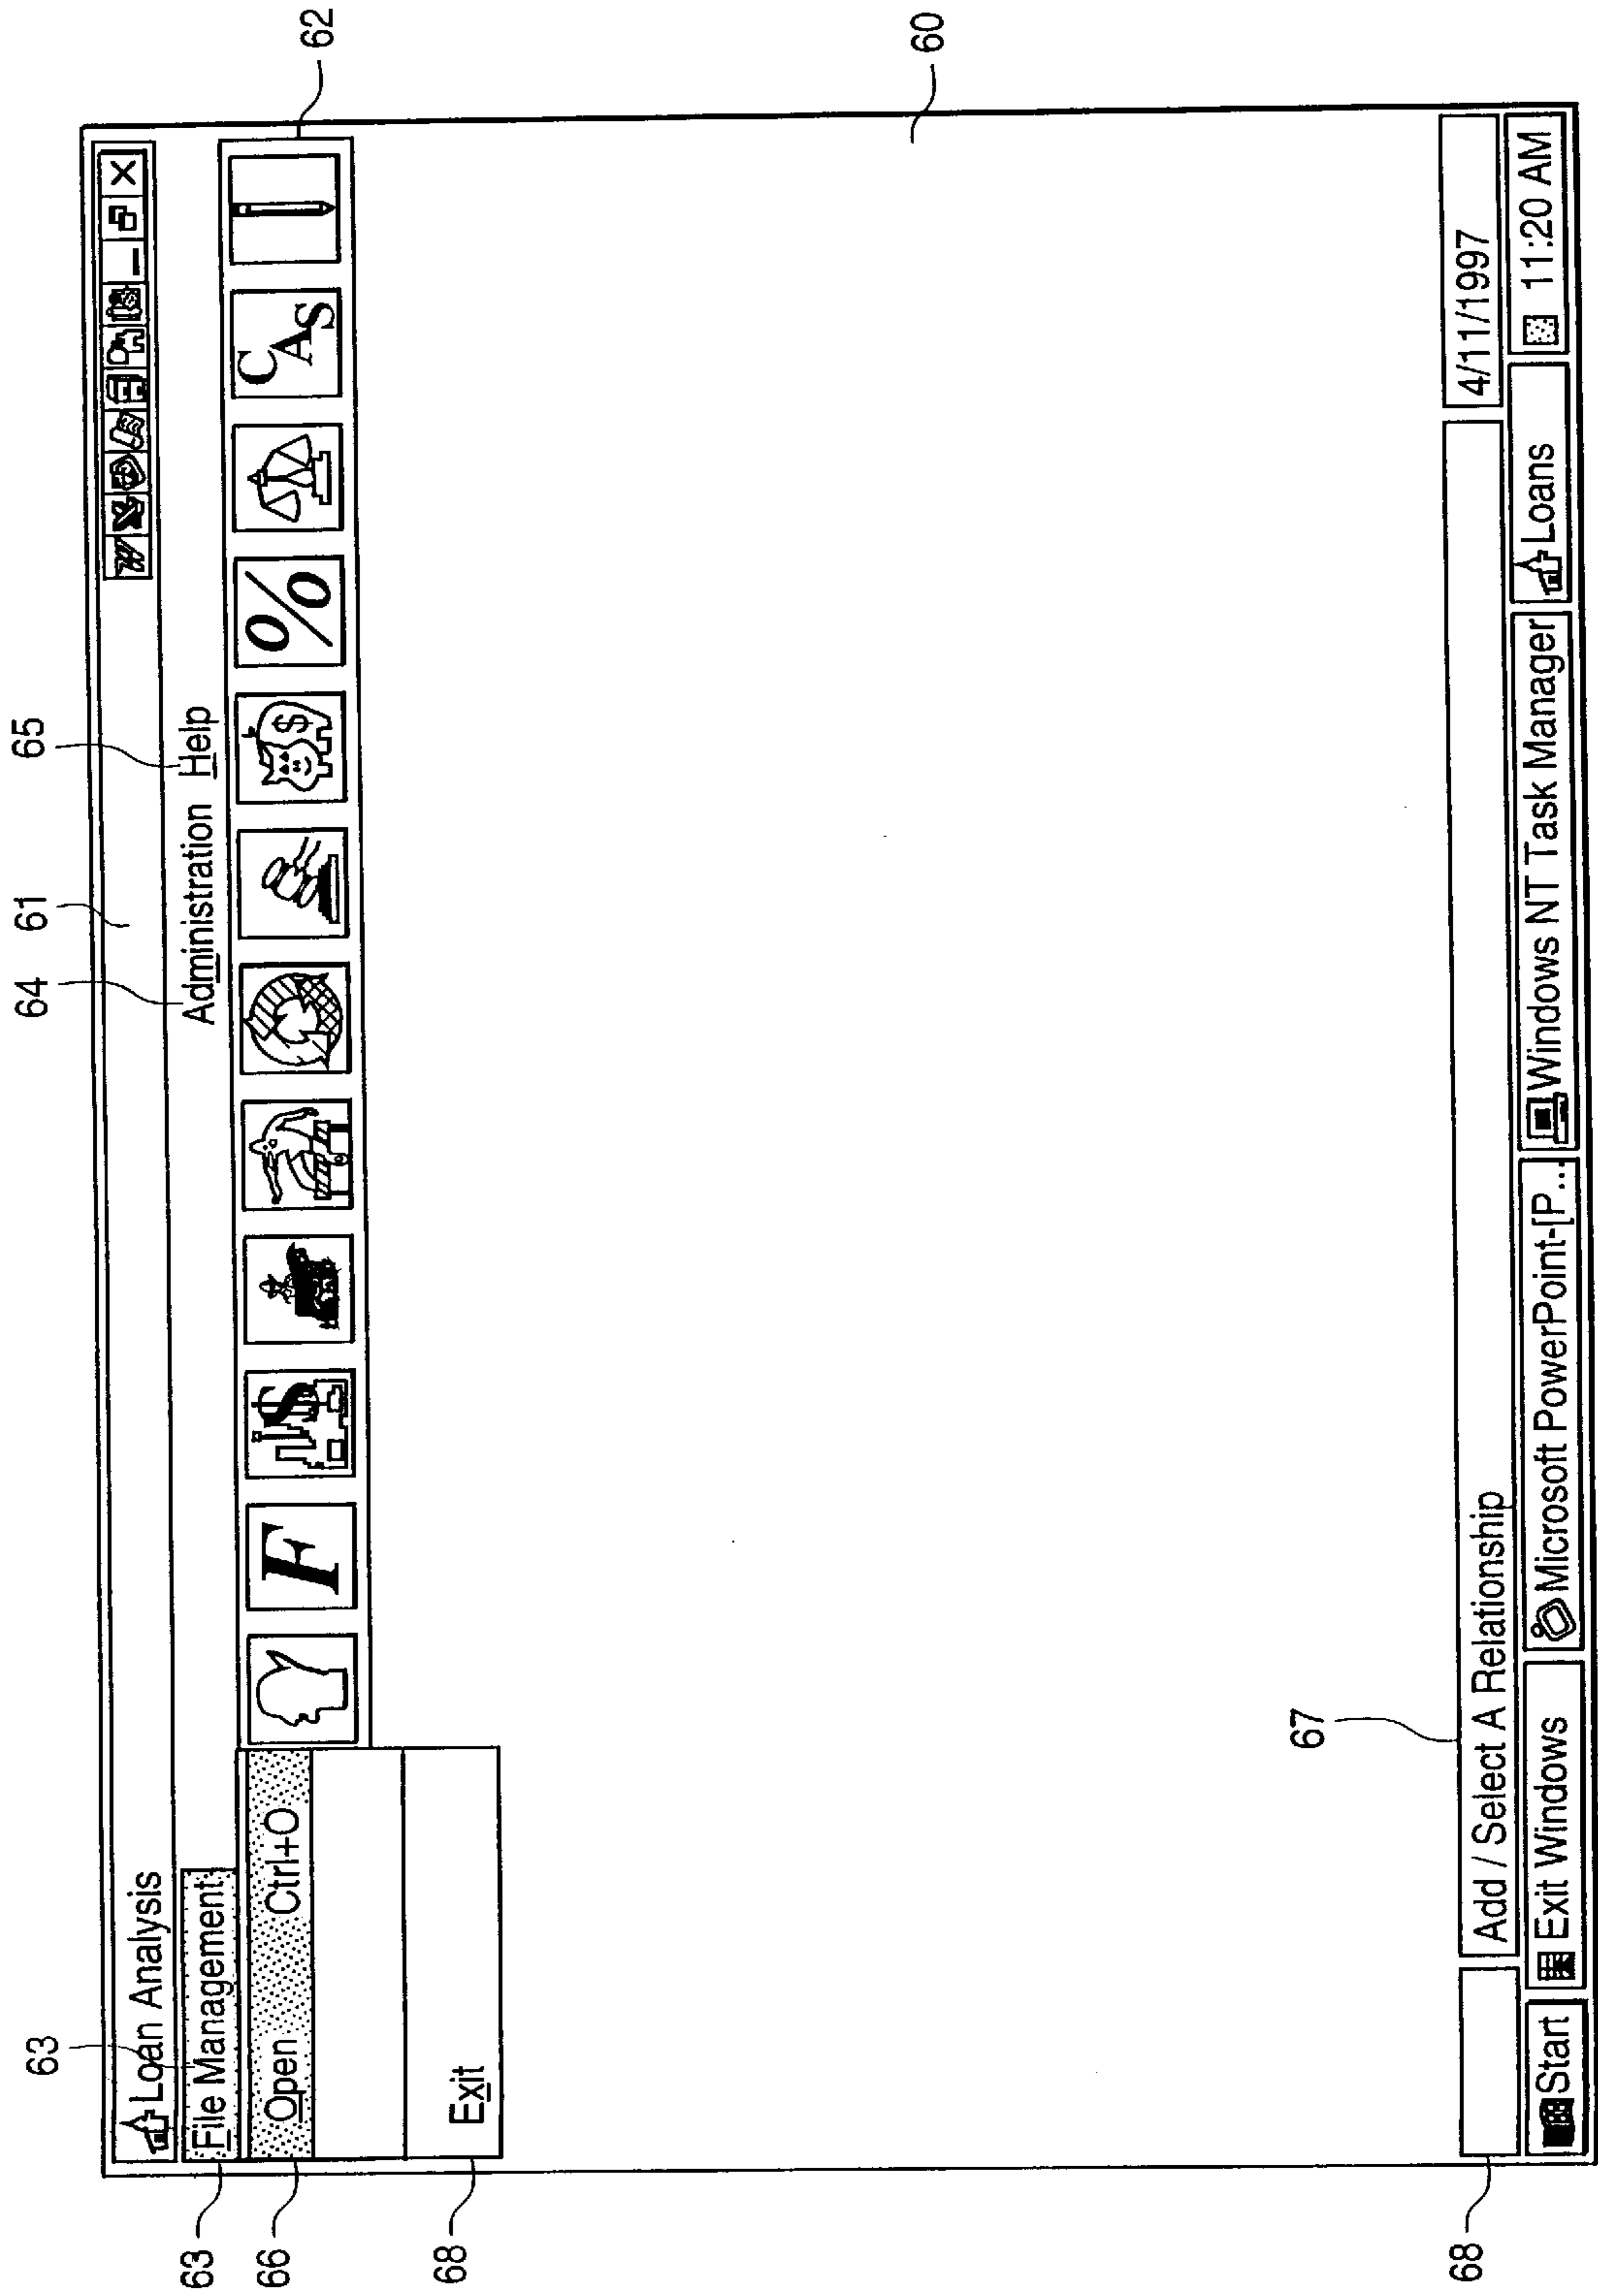 64 61 65
63
Loan Analysis
62
63 File Management Administration Help
66 Open Ctrl+O
F $ $ % CAS
68 Exit
60
67
68 Add / Select A Relationship 4/11/1997
Start Exit Windows Microsoft PowerPoint-[P... Windows NT Task Manager Loans 11:20 AM